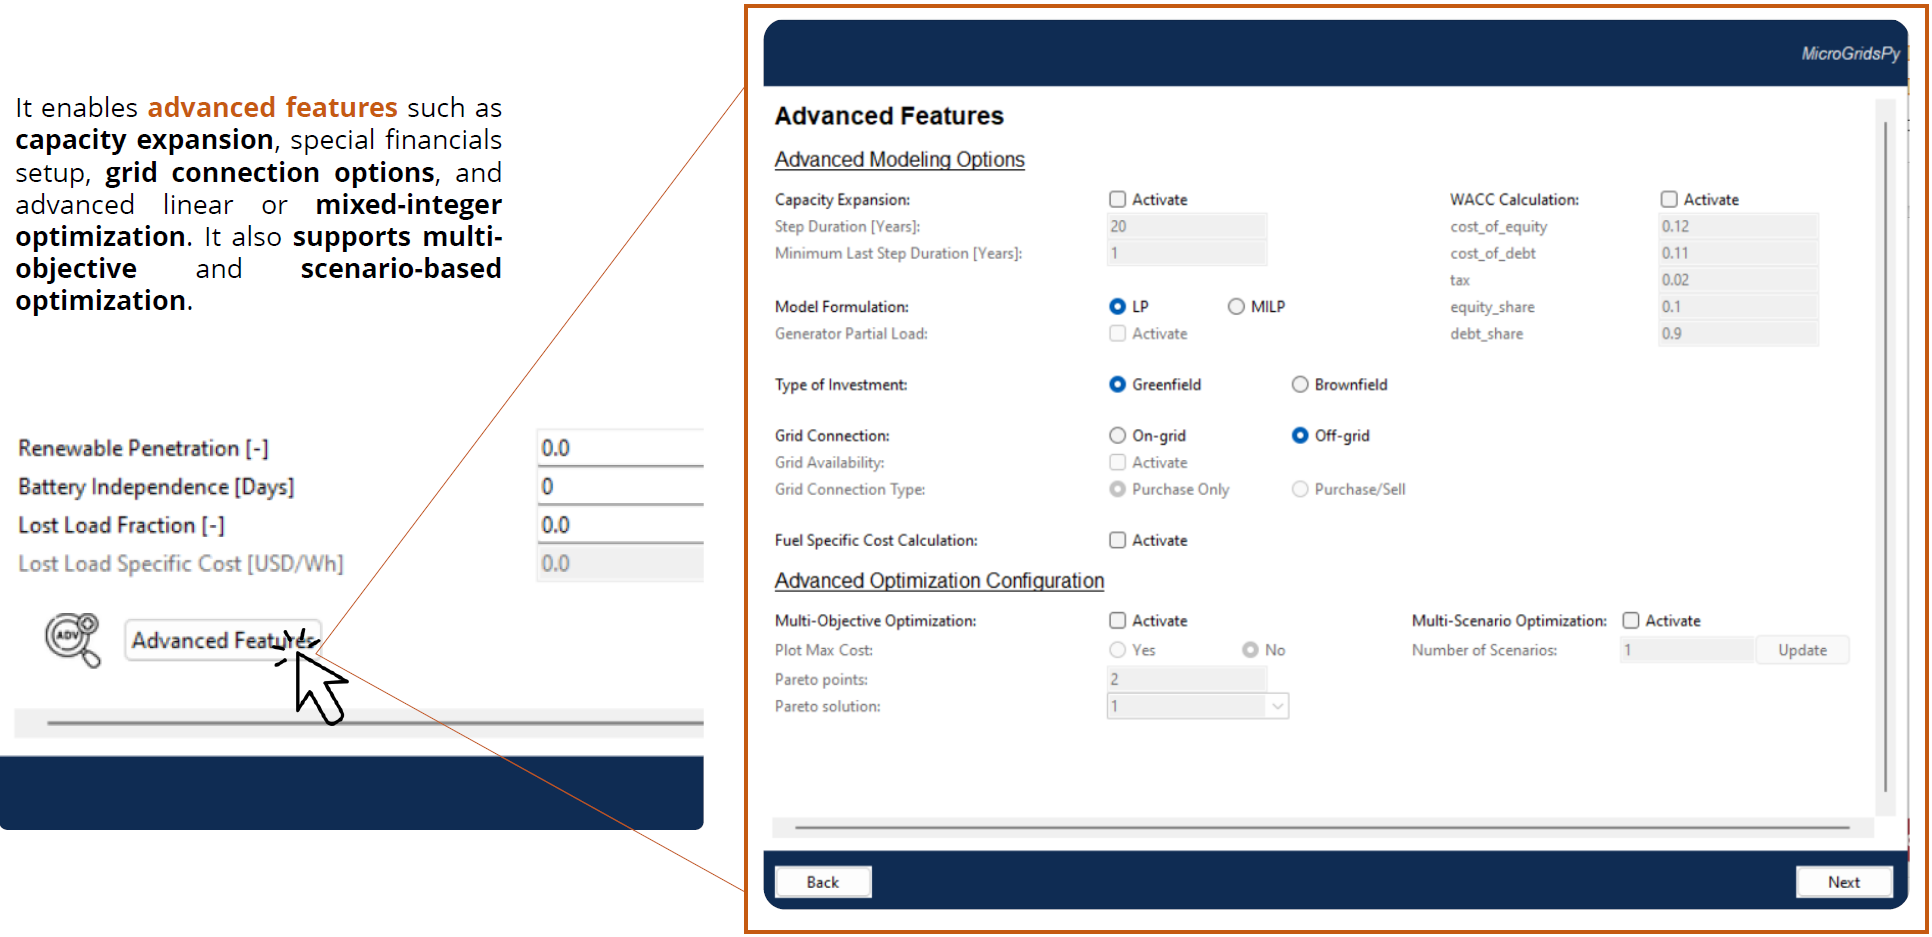 It enables advanced features such as
capacity expansion, special financials
setup, grid connection options, and
advanced linear or mixed-integer
optimization. It also supports multi-
objective and scenario-based
optimization.
Renewable Penetration [-] 0.0
Battery Independence [Days] 0
Lost Load Fraction [-] 0.0
Lost Load Specific Cost [USD/Wh] 0.0
ADV
Advanced Features
MicroGridsPy
Advanced Features
Advanced Modeling Options
Capacity Expansion: Activate WACC Calculation: Activate
Step Duration [Years]: 20 cost_of_equity 0.12
Minimum Last Step Duration [Years]: 1 cost_of_debt 0.11
tax 0.02
Model Formulation: LP MILP equity_share 0.1
Generator Partial Load: Activate debt_share 0.9
Type of Investment: Greenfield Brownfield
Grid Connection: On-grid Off-grid
Grid Availability: Activate
Grid Connection Type: Purchase Only Purchase/Sell
Fuel Specific Cost Calculation: Activate
Advanced Optimization Configuration
Multi-Objective Optimization: Activate Multi-Scenario Optimization: Activate
Plot Max Cost: Yes No Number of Scenarios: 1 Update
Pareto points: 2
Pareto solution: 1
Back Next